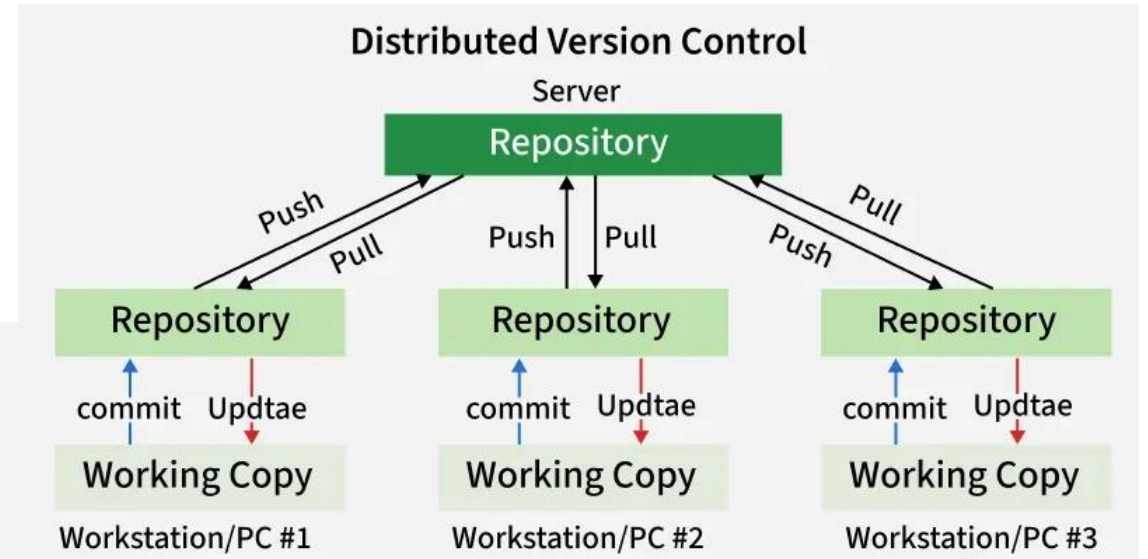 Distributed Version Control
Server
Repository
Push
Pull
Push
Pull
Push
Pull
Repository
Repository
Repository
commit
Updtae
commit
Updtae
commit
Updtae
Working Copy
Working Copy
Working Copy
Workstation/PC #1
Workstation/PC #2
Workstation/PC #3